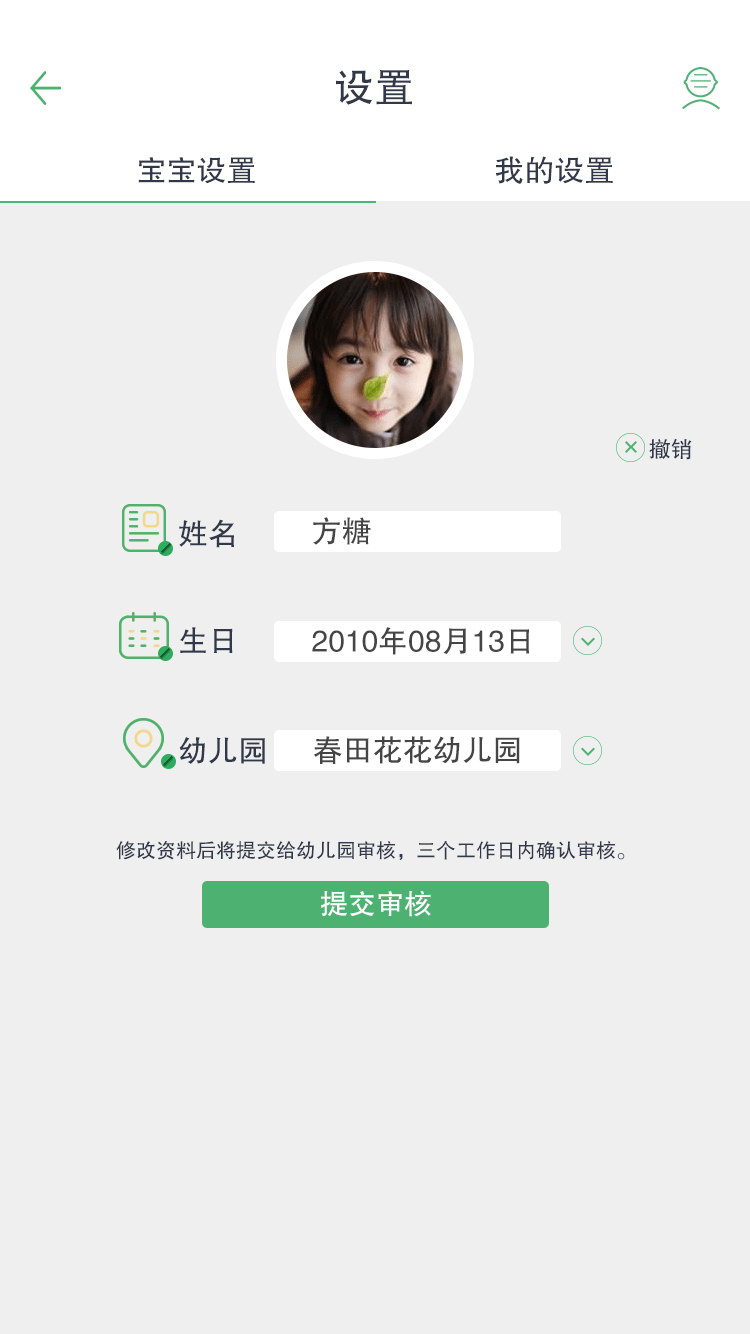 设置
宝宝设置 我的设置
撤销
姓名 方糖
生日 2010年08月13日
幼儿园 春田花花幼儿园
修改资料后将提交给幼儿园审核，三个工作日内确认审核。
提交审核